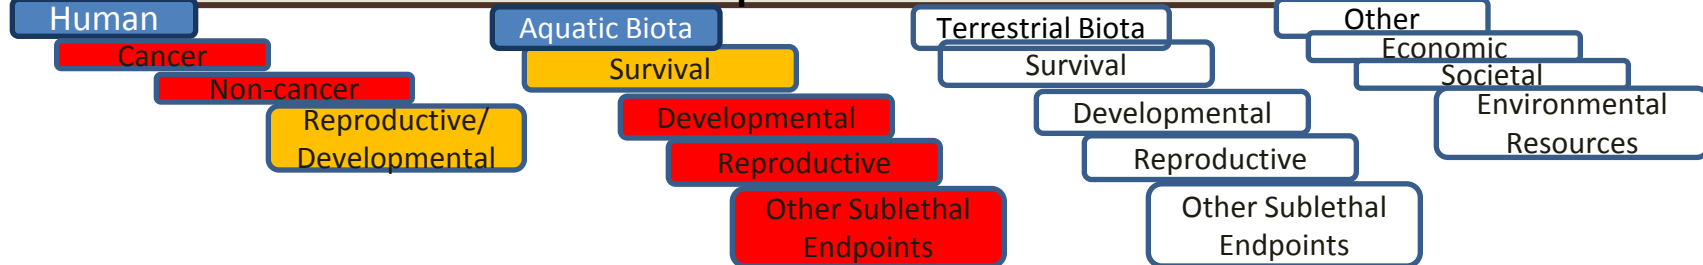 Human
Cancer
Non-cancer
Reproductive/
Developmental
Aquatic Biota
Survival
Developmental
Reproductive
Other Sublethal
Endpoints
Terrestrial Biota
Survival
Developmental
Reproductive
Other Sublethal
Endpoints
Other
Economic
Societal
Environmental
Resources